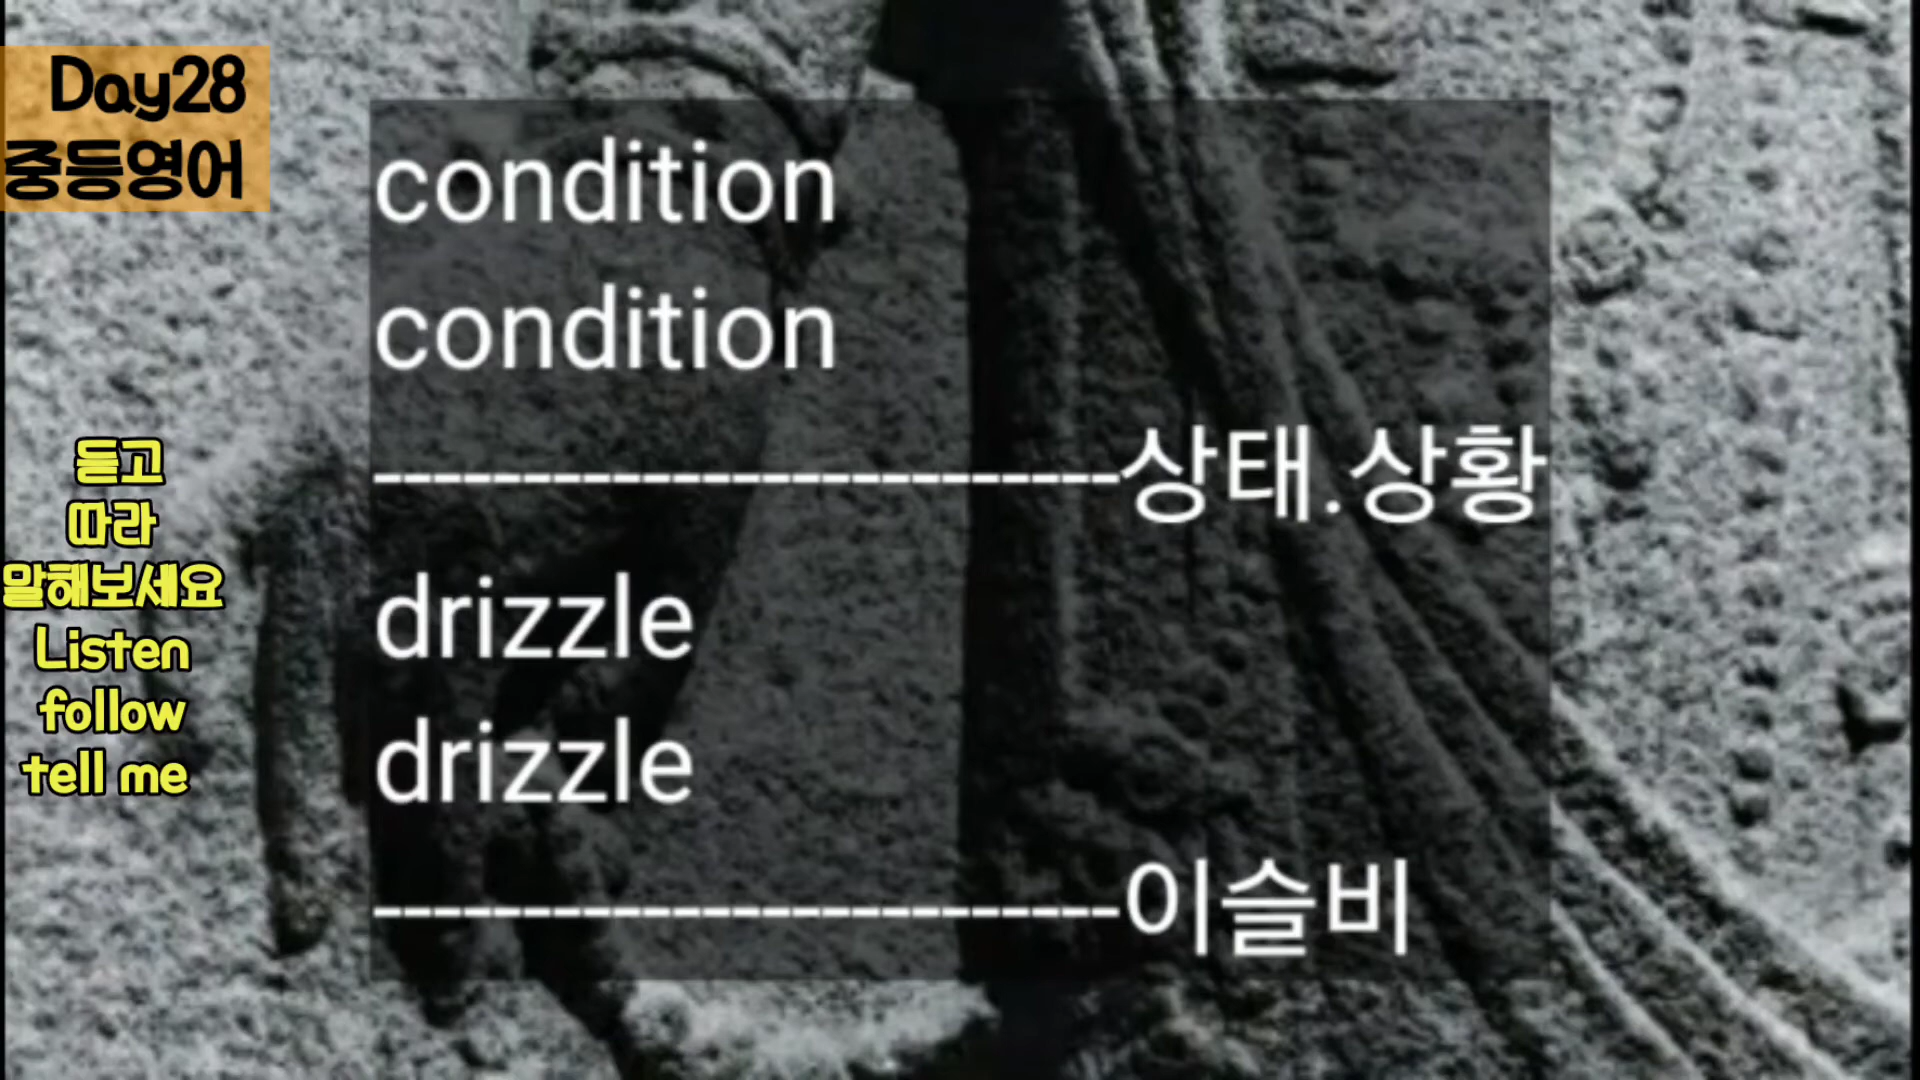 Day28
중등영어
condition
condition
-------------------------상태.상황
drizzle
drizzle
-------------------------이슬비
듣고
따라
말해보세요
Listen
follow
tell me